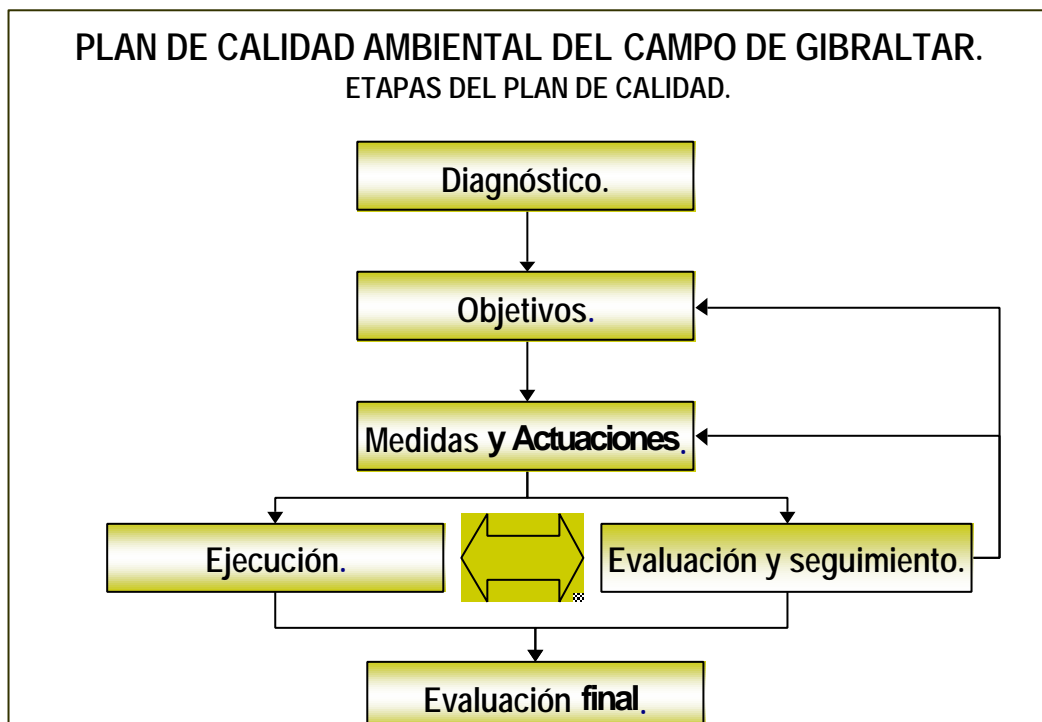 PLAN DE CALIDAD AMBIENTAL DEL CAMPO DE GIBRALTAR.
ETAPAS DEL PLAN DE CALIDAD.
Diagnóstico.
Objetivos.
Medidas y Actuaciones.
Ejecución.
Evaluación y seguimiento.
Evaluación final.